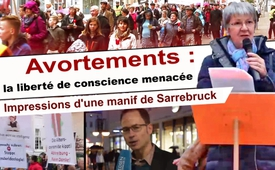 Avortements :
la liberté de conscience menacée
Impressions d'une manif de Sarrebruck